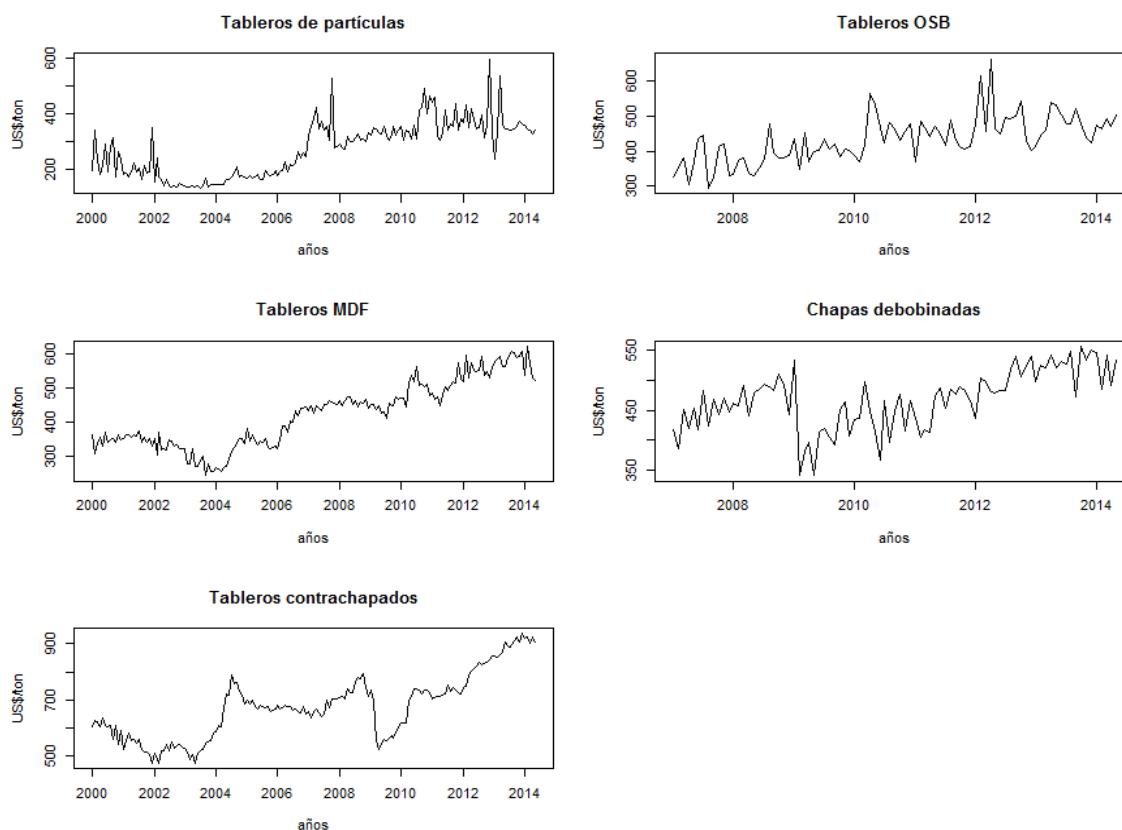 Tableros de partículas
US$/ton
600
400
200
2000 2002 2004 2006 2008 2010 2012 2014
años
Tableros OSB
US$/ton
600
500
400
300
2008 2010 2012 2014
años
Tableros MDF
US$/ton
600
500
400
300
2000 2002 2004 2006 2008 2010 2012 2014
años
Chapas debobinadas
US$/ton
550
450
350
2008 2010 2012 2014
años
Tableros contrachapados
US$/ton
900
700
500
2000 2002 2004 2006 2008 2010 2012 2014
años